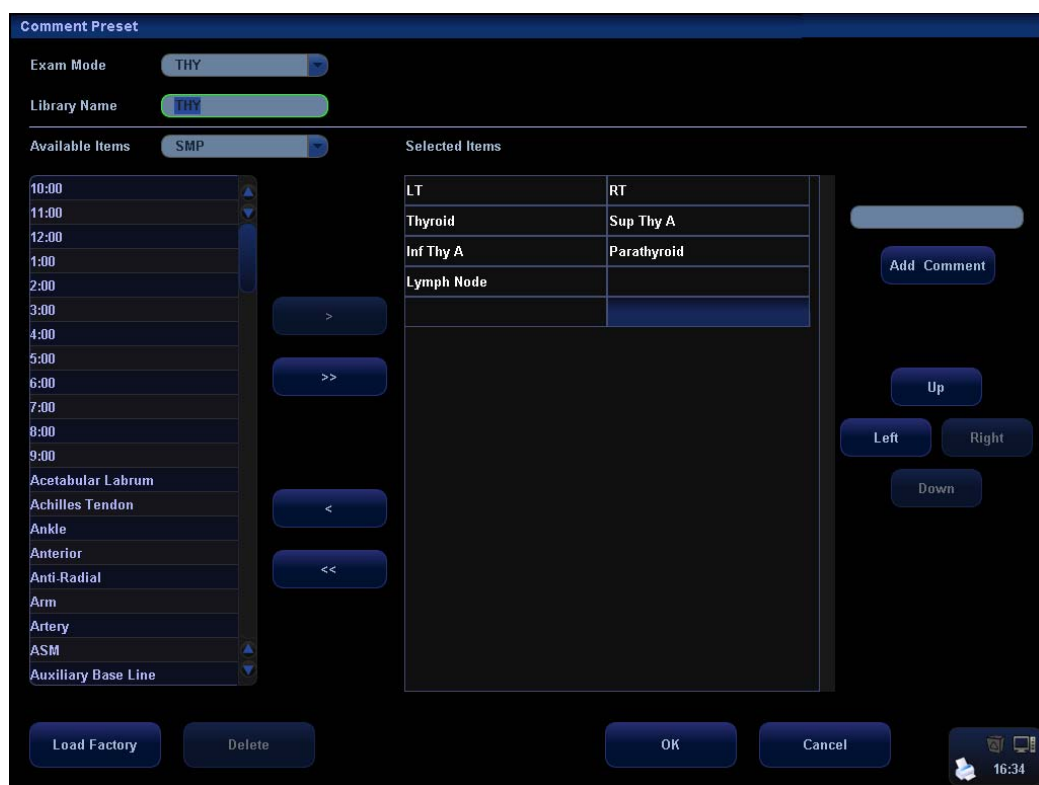 Comment Preset
Exam Mode THY
Library Name THY
Available Items SMP Selected Items
10:00
11:00
12:00
1:00
2:00
3:00
4:00
5:00
6:00
7:00
8:00
9:00
Acetabular Labrum
Achilles Tendon
Ankle
Anterior
Anti-Radial
Arm
Artery
ASM
Auxiliary Base Line
>
>>
<
<<
LT RT
Thyroid Sup Thy A
Inf Thy A Parathyroid
Lymph Node
Add Comment
Up
Left Right
Down
Load Factory Delete OK Cancel
16:34